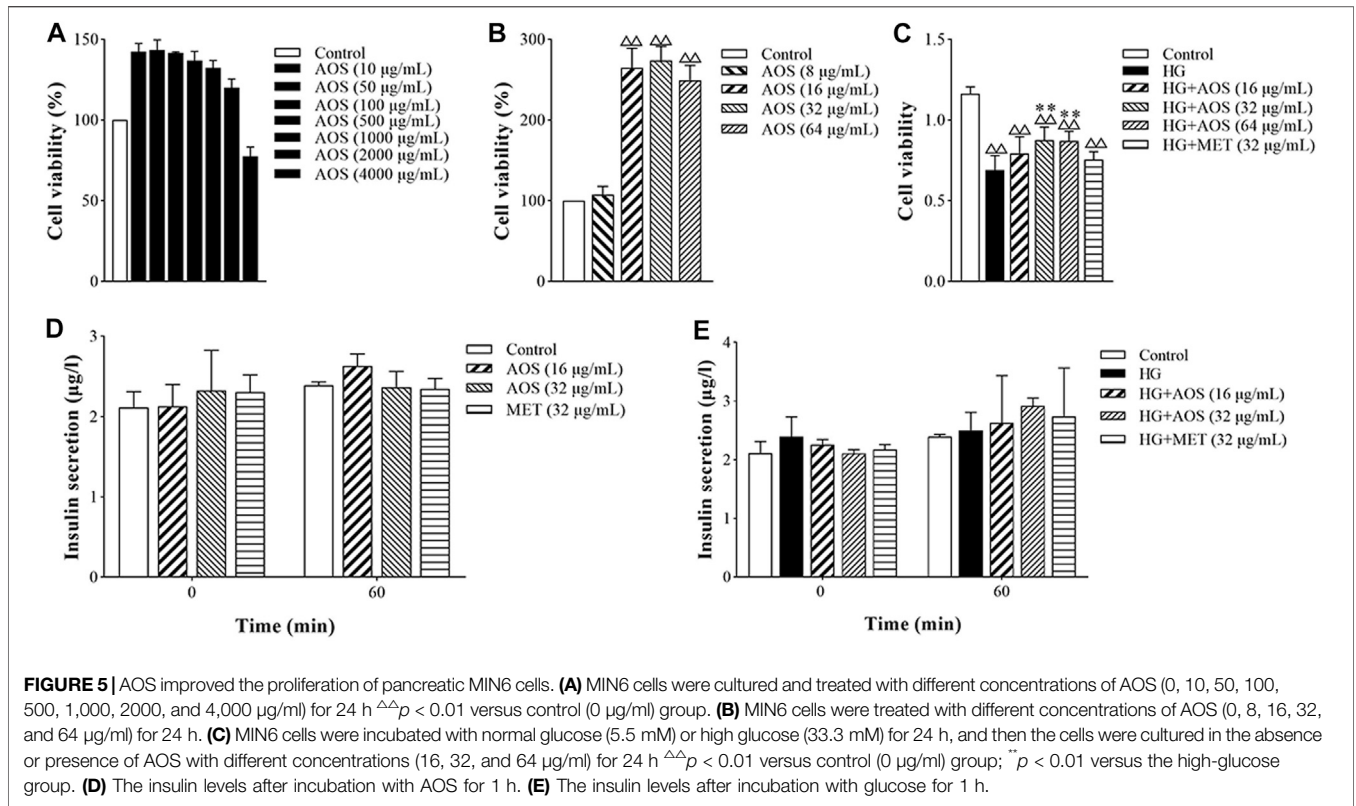 A
Cell viability (%)
150
100
50
0
Control
AOS (10 μg/mL)
AOS (50 μg/mL)
AOS (100 μg/mL)
AOS (500 μg/mL)
AOS (1000 μg/mL)
AOS (2000 μg/mL)
AOS (4000 μg/mL)
B
Cell viability (%)
300
200
100
0
△△ △△ △△
Control
AOS (8 μg/mL)
AOS (16 μg/mL)
AOS (32 μg/mL)
AOS (64 μg/mL)
C
Cell viability
1.5
1.0
0.5
0.0
** **
△△ △△ △△ △△ △△
Control
HG
HG+AOS (16 μg/mL)
HG+AOS (32 μg/mL)
HG+AOS (64 μg/mL)
HG+MET (32 μg/mL)
D
Insulin secretion (μg/l)
3
2
1
0
0 60
Time (min)
Control
AOS (16 μg/mL)
AOS (32 μg/mL)
MET (32 μg/mL)
E
Insulin secretion (μg/l)
4
3
2
1
0
0 60
Time (min)
Control
HG
HG+AOS (16 μg/mL)
HG+AOS (32 μg/mL)
HG+MET (32 μg/mL)
FIGURE 5 | AOS improved the proliferation of pancreatic MIN6 cells. (A) MIN6 cells were cultured and treated with different concentrations of AOS (0, 10, 50, 100,
500, 1,000, 2000, and 4,000 μg/ml) for 24 h △△p < 0.01 versus control (0 μg/ml) group. (B) MIN6 cells were treated with different concentrations of AOS (0, 8, 16, 32,
and 64 μg/ml) for 24 h. (C) MIN6 cells were incubated with normal glucose (5.5 mM) or high glucose (33.3 mM) for 24 h, and then the cells were cultured in the absence
or presence of AOS with different concentrations (16, 32, and 64 μg/ml) for 24 h △△p < 0.01 versus control (0 μg/ml) group; **p < 0.01 versus the high-glucose
group. (D) The insulin levels after incubation with AOS for 1 h. (E) The insulin levels after incubation with glucose for 1 h.